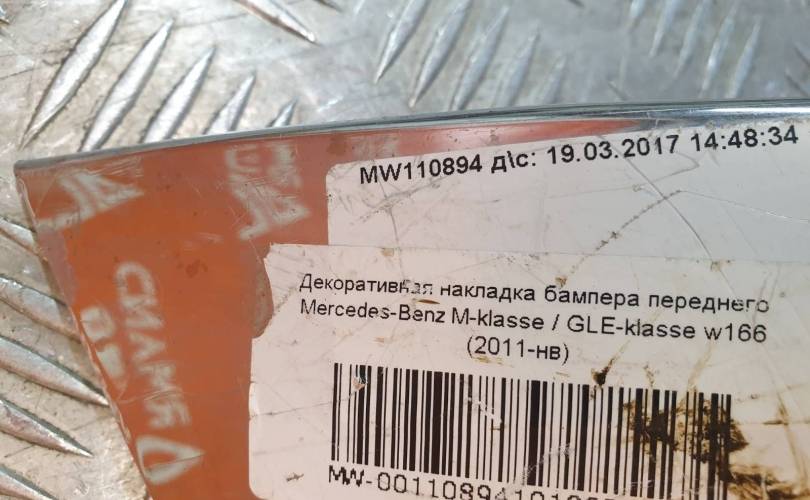 MW110894 д\с: 19.03.2017 14:48:34
Декоративная накладка бампера переднего
Mercedes-Benz M-klasse / GLE-klasse w166
(2011-нв)